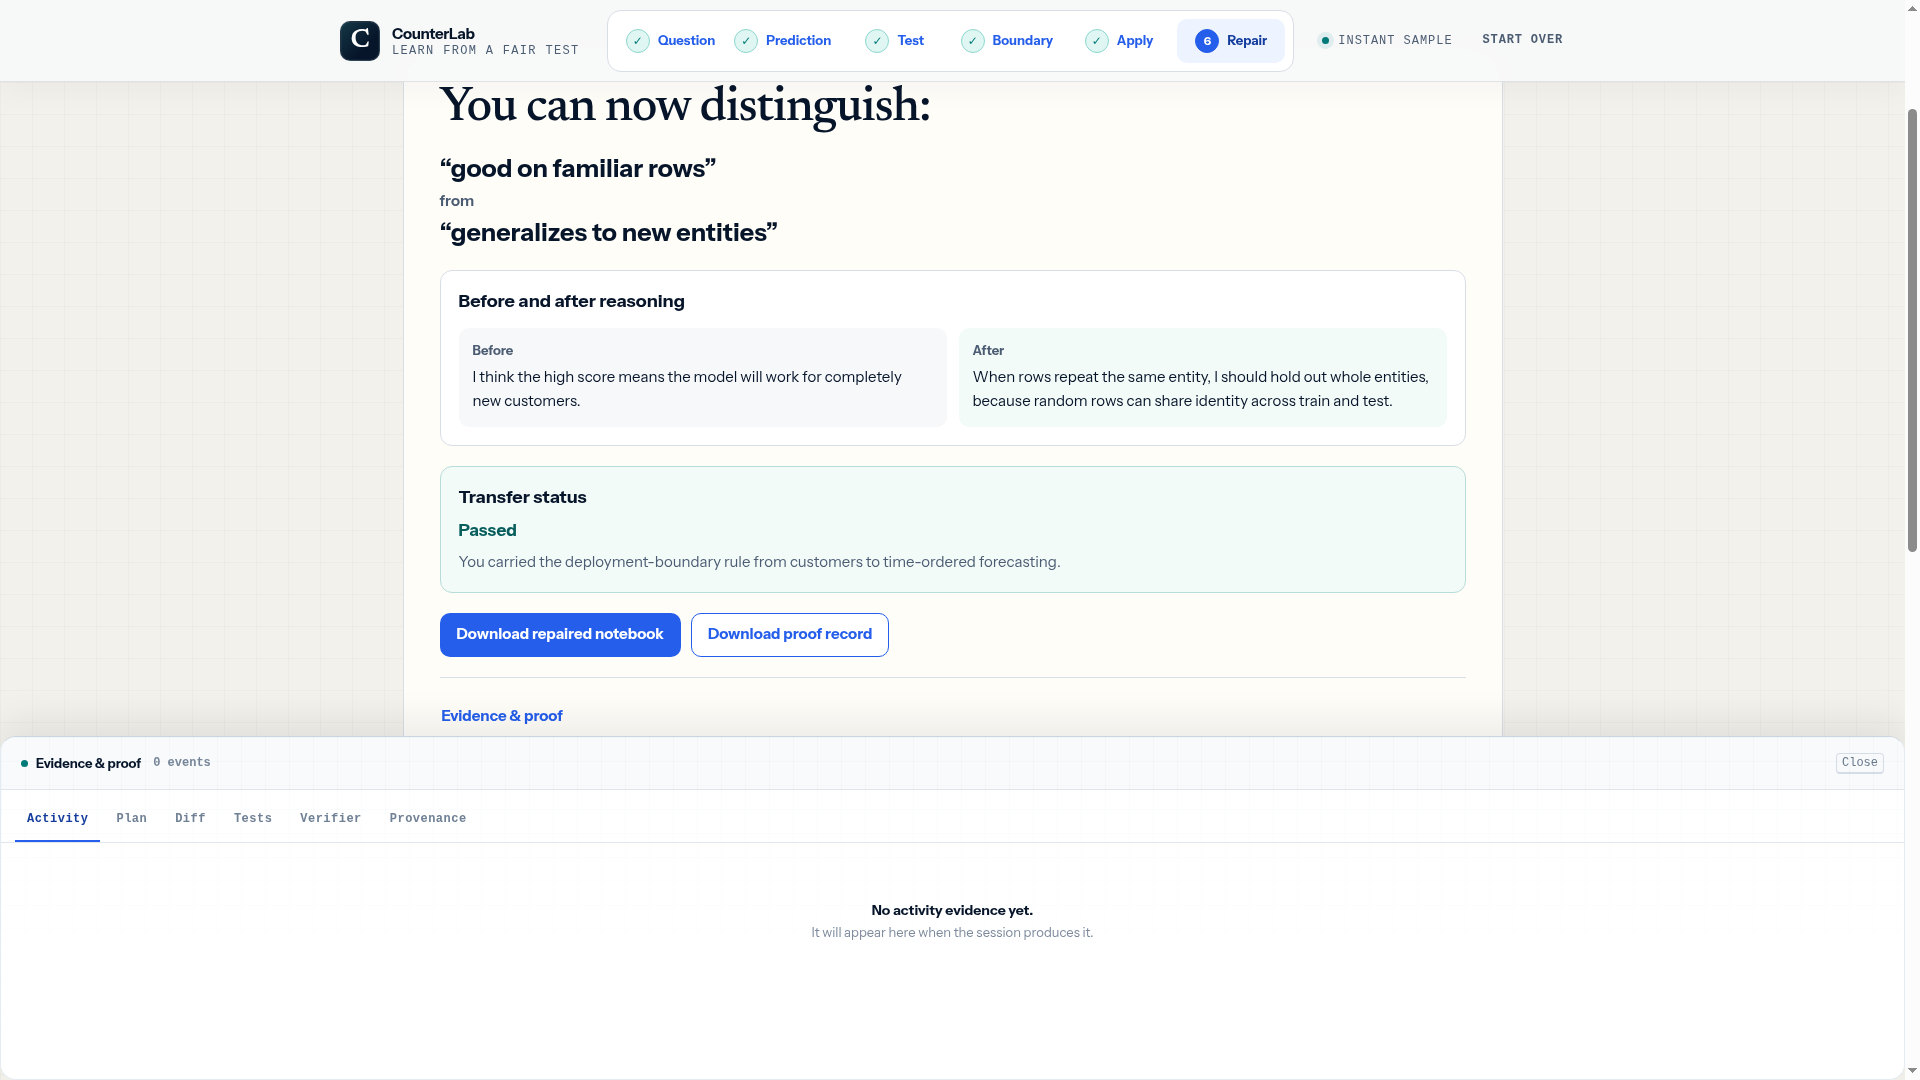 C
CounterLab
LEARN FROM A FAIR TEST
✓ Question
✓ Prediction
✓ Test
✓ Boundary
✓ Apply
6 Repair
INSTANT SAMPLE
START OVER
You can now distinguish:
“good on familiar rows”
from
“generalizes to new entities”
Before and after reasoning
Before
I think the high score means the model will work for completely
new customers.
After
When rows repeat the same entity, I should hold out whole entities,
because random rows can share identity across train and test.
Transfer status
Passed
You carried the deployment-boundary rule from customers to time-ordered forecasting.
Download repaired notebook
Download proof record
Evidence & proof
Evidence & proof 0 events
Close
Activity Plan Diff Tests Verifier Provenance
No activity evidence yet.
It will appear here when the session produces it.